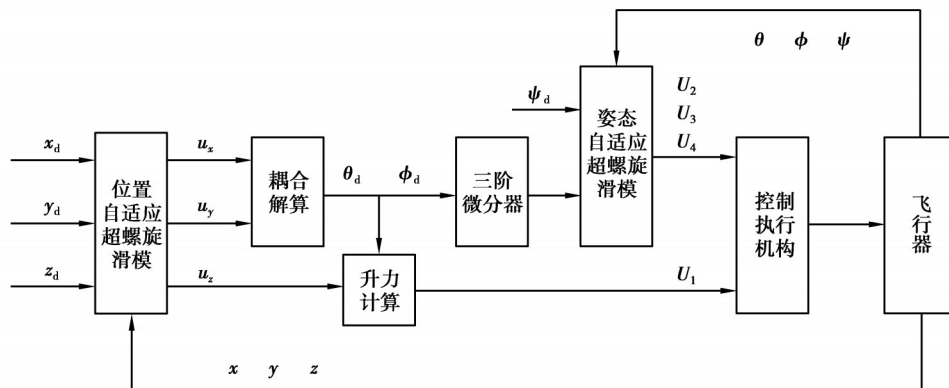 θ ϕ ψ
ψd
姿态
自适应
超螺旋
滑模
U2
U3
U4
xd
yd
zd
位置
自适应
超螺旋
滑模
ux
uy
uz
耦合
解算
θd ϕd
三阶
微分器
升力
计算
U1
控制
执行
机构
飞
行
器
x y z